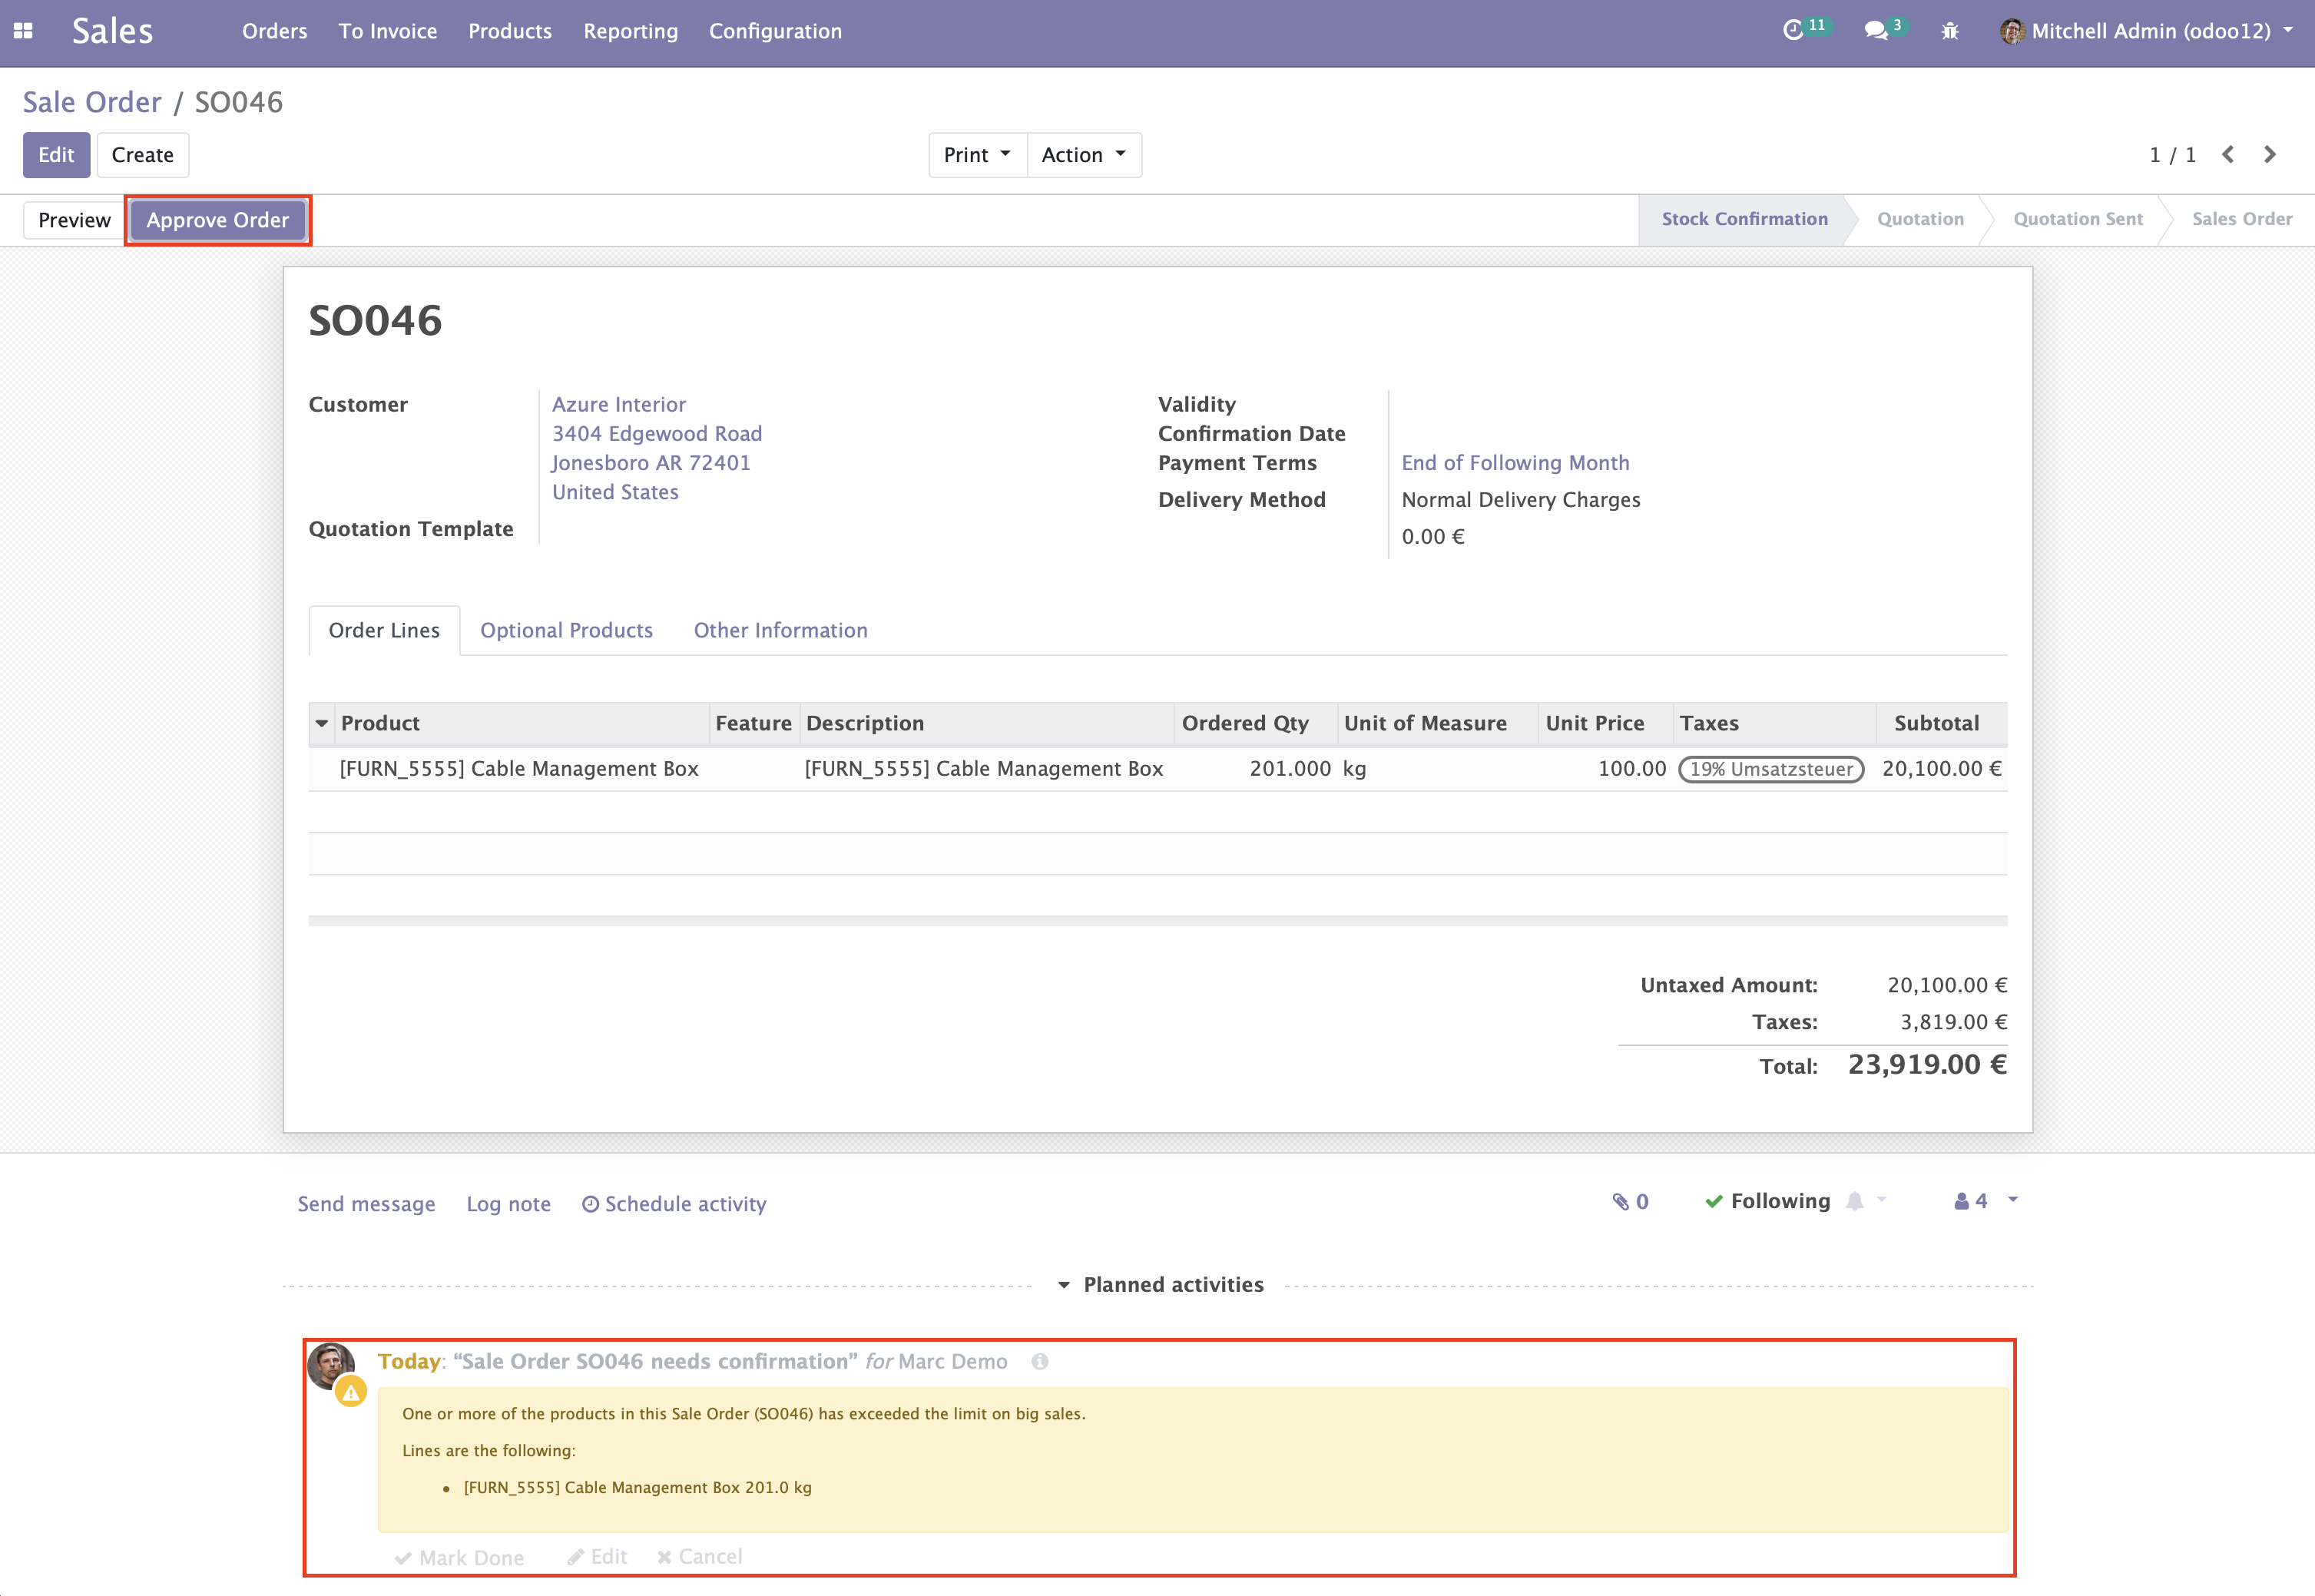 Sales Orders To Invoice Products Reporting Configuration 11 3 Mitchell Admin (odoo12)
Sale Order / SO046
Edit Create Print Action 1 / 1
Preview Approve Order Stock Confirmation Quotation Quotation Sent Sales Order
SO046
Customer Azure Interior
3404 Edgewood Road
Jonesboro AR 72401
United States
Quotation Template
Validity
Confirmation Date
Payment Terms End of Following Month
Delivery Method Normal Delivery Charges
0.00 €
Order Lines Optional Products Other Information
Product Feature Description Ordered Qty Unit of Measure Unit Price Taxes Subtotal
[FURN_5555] Cable Management Box [FURN_5555] Cable Management Box 201.000 kg 100.00 19% Umsatzsteuer 20,100.00 €
Untaxed Amount: 20,100.00 €
Taxes: 3,819.00 €
Total: 23,919.00 €
Send message Log note Schedule activity 0 Following 4
Planned activities
Today: “Sale Order SO046 needs confirmation” for Marc Demo
One or more of the products in this Sale Order (SO046) has exceeded the limit on big sales.
Lines are the following:
• [FURN_5555] Cable Management Box 201.0 kg
Mark Done Edit Cancel